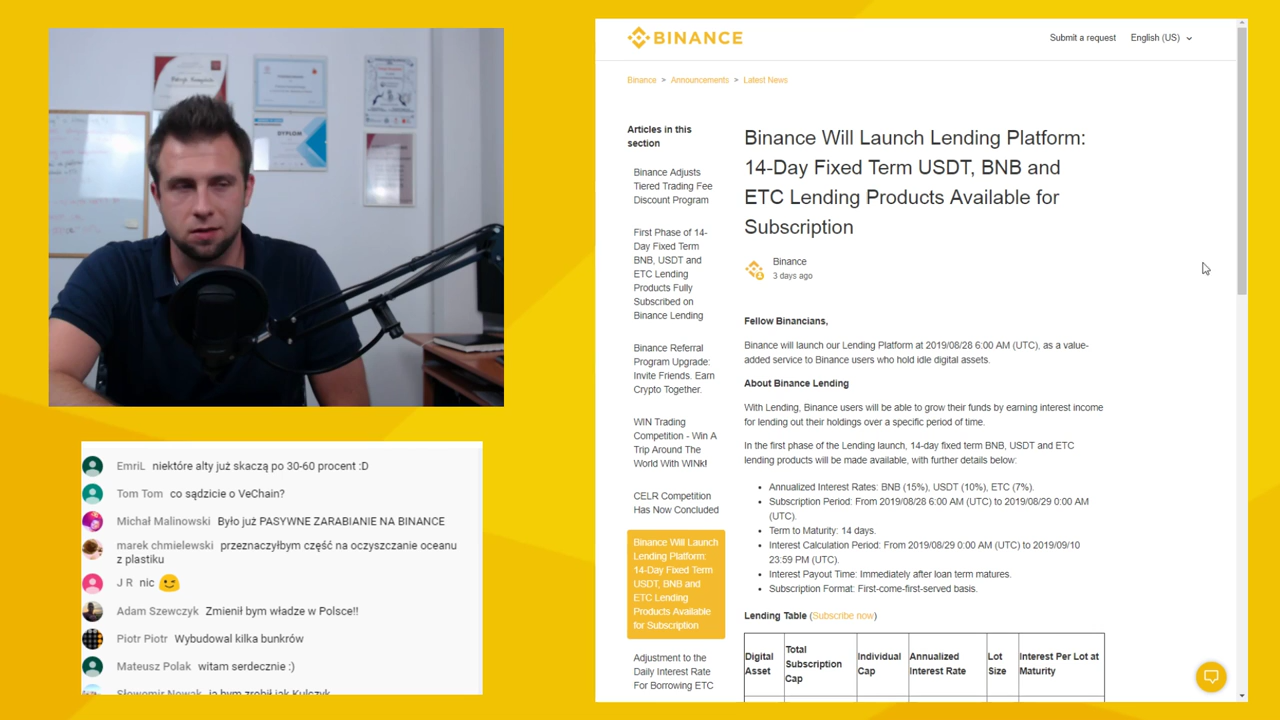 DYPLOM
EmriL niektóre alty już skaczą po 30-60 procent :D
Tom Tom co sądzicie o VeChain?
Michał Malinowski Było już PASYWNE ZARABIANIE NA BINANCE
marek chmielewski przeznaczyłbym część na oczyszczanie oceanu
z plastiku
J R nic 😉
Adam Szewczyk Zmienił bym władze w Polsce!!
Piotr Piotr Wybudował kilka bunkrów
Mateusz Polak witam serdecznie :)
Sławomir Nowak ja bym zrobił jak Kulczyk
BINANCE
Submit a request English (US)
Binance > Announcements > Latest News
Articles in this
section
Binance Adjusts
Tiered Trading Fee
Discount Program
First Phase of 14-
Day Fixed Term
BNB, USDT and
ETC Lending
Products Fully
Subscribed on
Binance Lending
Binance Referral
Program Upgrade:
Invite Friends. Earn
Crypto Together.
WIN Trading
Competition - Win A
Trip Around The
World With WINk!
CELR Competition
Has Now Concluded
Binance Will Launch
Lending Platform:
14-Day Fixed Term
USDT, BNB and
ETC Lending
Products Available
for Subscription
Adjustment to the
Daily Interest Rate
For Borrowing ETC
Binance Will Launch Lending Platform:
14-Day Fixed Term USDT, BNB and
ETC Lending Products Available for
Subscription
Binance
3 days ago
Fellow Binancians,
Binance will launch our Lending Platform at 2019/08/28 6:00 AM (UTC), as a value-
added service to Binance users who hold idle digital assets.
About Binance Lending
With Lending, Binance users will be able to grow their funds by earning interest income
for lending out their holdings over a specific period of time.
In the first phase of the Lending launch, 14-day fixed term BNB, USDT and ETC
lending products will be made available, with further details below:
• Annualized Interest Rates: BNB (15%), USDT (10%), ETC (7%).
• Subscription Period: From 2019/08/28 6:00 AM (UTC) to 2019/08/29 0:00 AM
(UTC).
• Term to Maturity: 14 days.
• Interest Calculation Period: From 2019/08/29 0:00 AM (UTC) to 2019/09/10
23:59 PM (UTC).
• Interest Payout Time: Immediately after loan term matures.
• Subscription Format: First-come-first-served basis.
Lending Table (Subscribe now)
Digital
Asset
Total
Subscription
Cap
Individual
Cap
Annualized
Interest Rate
Lot
Size
Interest Per Lot at
Maturity